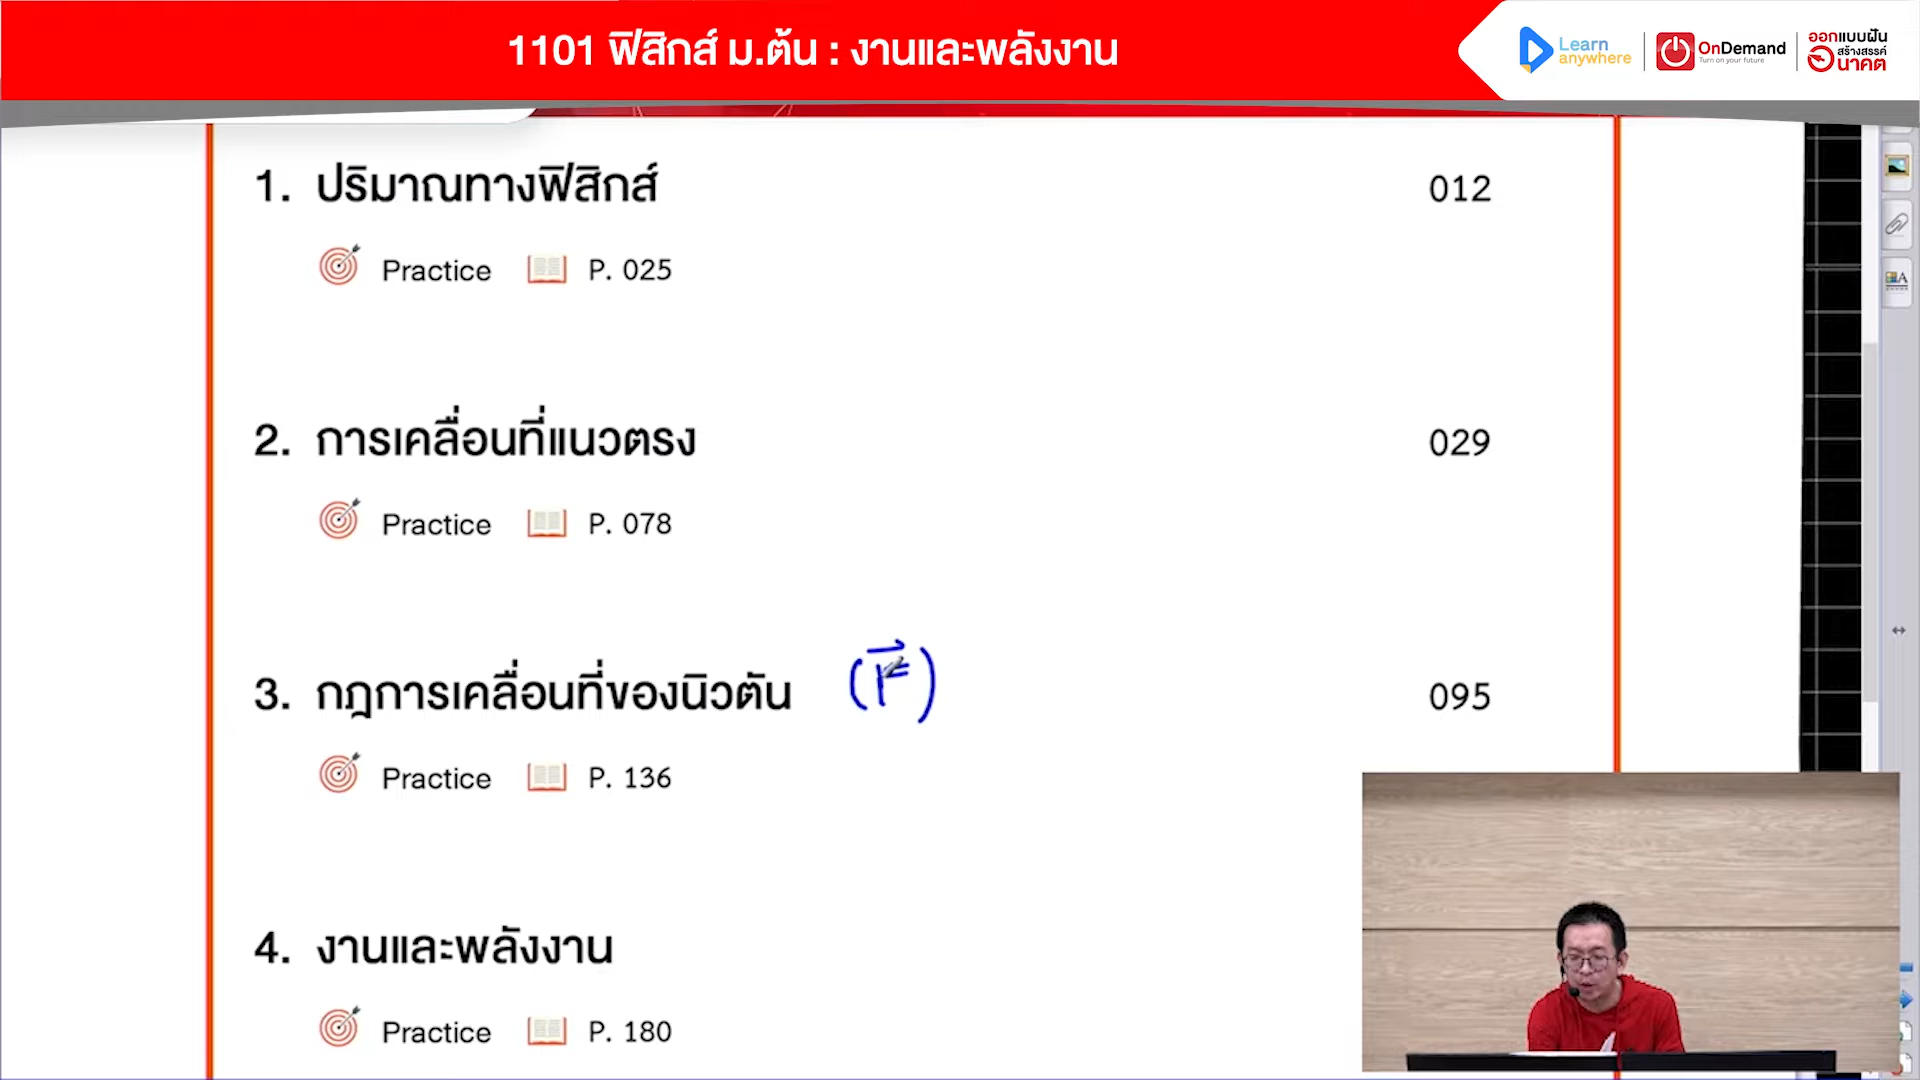 1101 ฟิสิกส์ ม.ต้น : งานและพลังงาน
Learn anywhere
OnDemand
Turn on your future
ออกแบบฝัน
สร้างสรรค์
อนาคต
1. ปริมาณทางฟิสิกส์ 012
Practice P. 025
2. การเคลื่อนที่แนวตรง 029
Practice P. 078
3. กฎการเคลื่อนที่ของนิวตัน (F⃗) 095
Practice P. 136
4. งานและพลังงาน
Practice P. 180